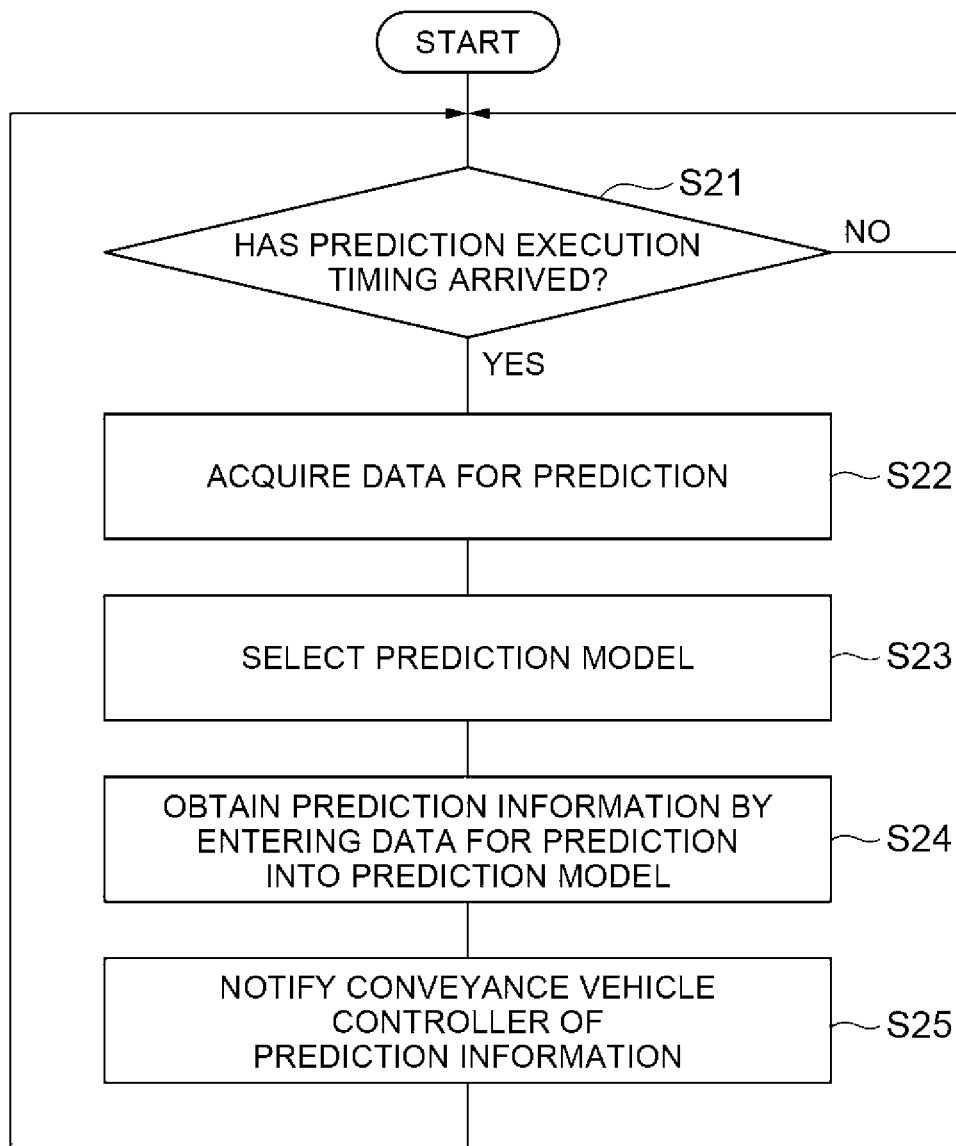 START
S21
HAS PREDICTION EXECUTION
TIMING ARRIVED?
NO
YES
ACQUIRE DATA FOR PREDICTION
S22
SELECT PREDICTION MODEL
S23
OBTAIN PREDICTION INFORMATION BY
ENTERING DATA FOR PREDICTION
INTO PREDICTION MODEL
S24
NOTIFY CONVEYANCE VEHICLE
CONTROLLER OF
PREDICTION INFORMATION
S25